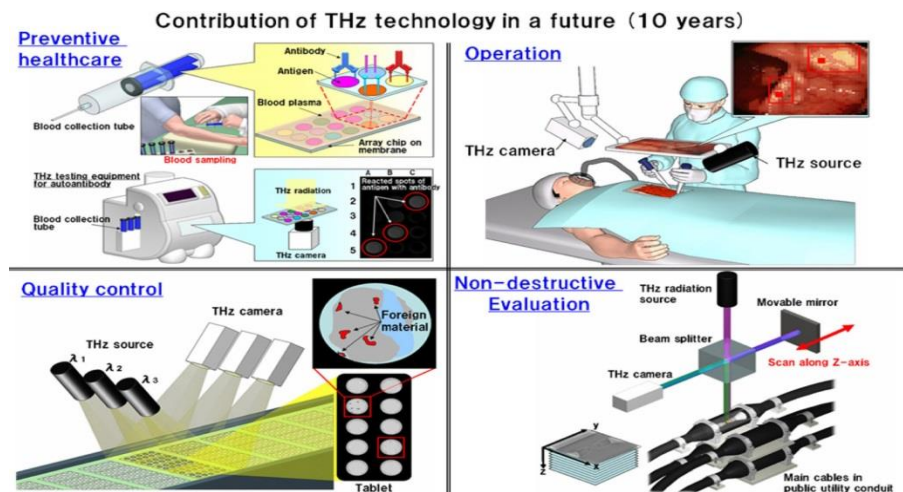 Contribution of THz technology in a future (10 years)
Preventive
healthcare
Antibody
Antigen
Blood plasma
Blood collection tube
Array chip on
membrane
Blood sampling
THz testing equipment
for autoantibody
Blood collection
tube
THz radiation
THz camera
A B C
Reacted spots of
antigen with antibody
1
2
3
4
5
Operation
THz camera
THz source
Quality control
THz camera
THz source
λ1
λ2
λ3
Foreign
material
Tablet
Non-destructive
Evaluation
THz radiation
source
Movable mirror
Beam splitter
Scan along Z-axis
THz camera
y
x
z
Main cables in
public utility conduit